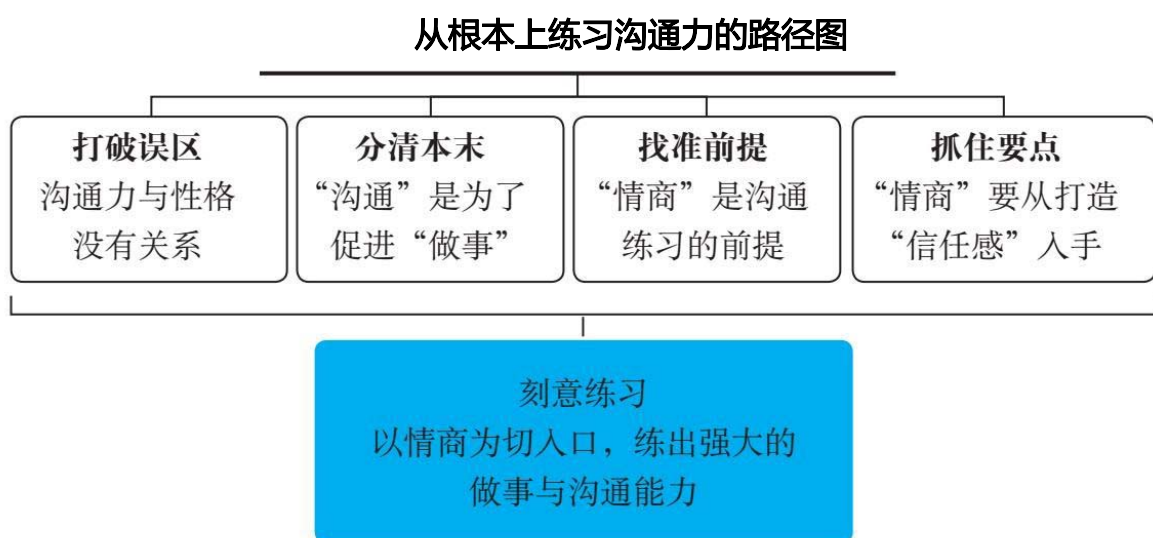 从根本上练习沟通力的路径图
打破误区
沟通力与性格
没有关系
分清本末
“沟通”是为了
促进“做事”
找准前提
“情商”是沟通
练习的前提
抓住要点
“情商”要从打造
“信任感”入手
刻意练习
以情商为切入口，练出强大的
做事与沟通能力